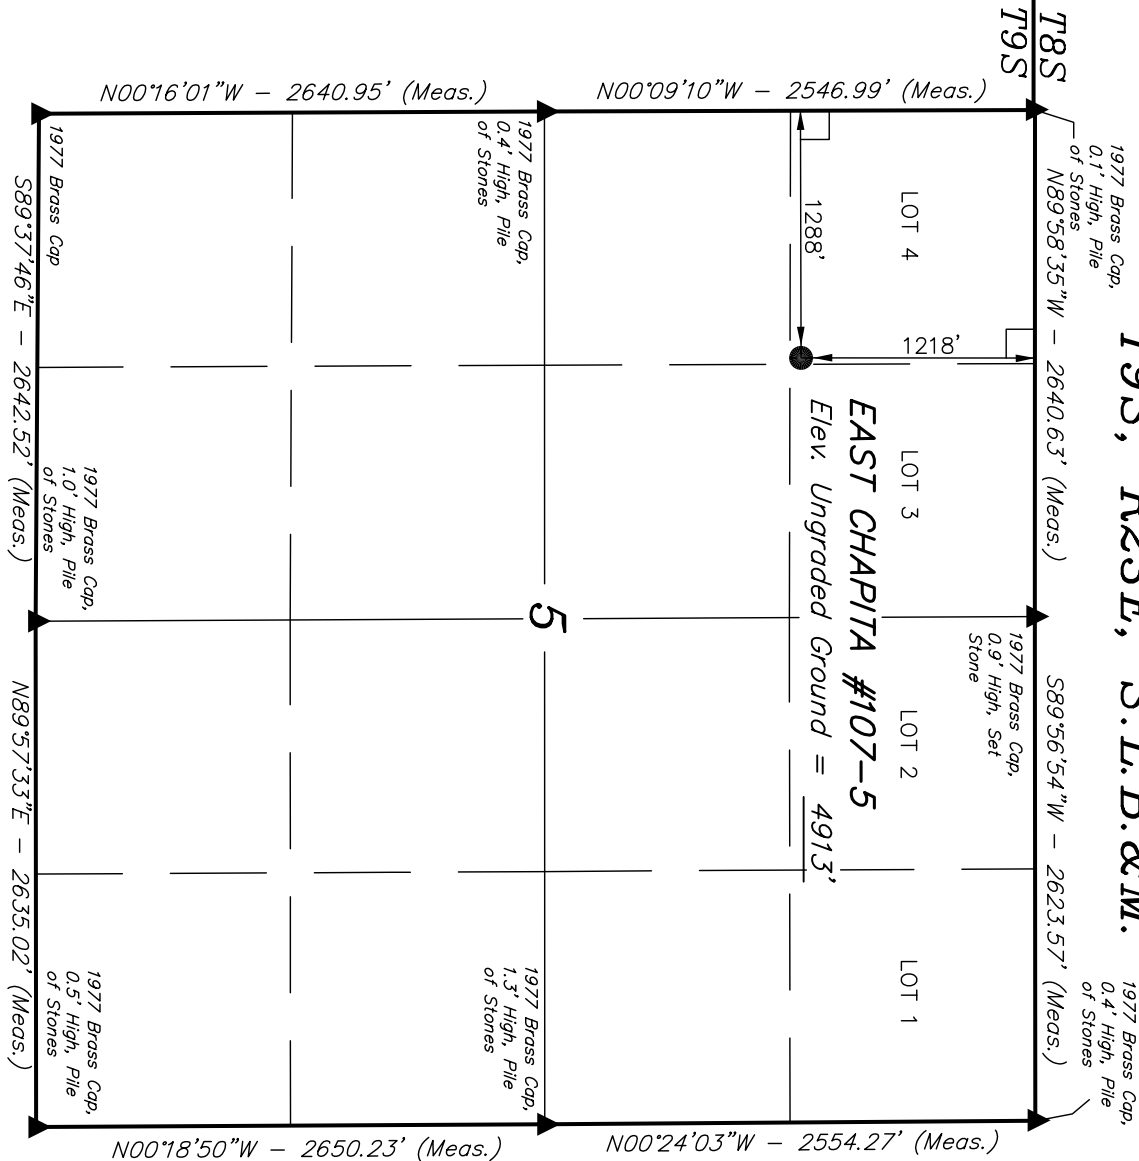 T9S, R23E, S.L.B.&M.
T8S
T9S
1977 Brass Cap,
0.1' High, Pile
of Stones
N89°58'35"W - 2640.63' (Meas.)
S89°56'54"W - 2623.57' (Meas.)
1977 Brass Cap,
0.4' High, Pile
of Stones
1977 Brass Cap,
0.9' High, Set
Stone
N00°09'10"W - 2546.99' (Meas.)
LOT 4
LOT 3
LOT 2
LOT 1
1218'
1288'
EAST CHAPITA #107-5
Elev. Ungraded Ground = 4913'
N00°24'03"W - 2554.27' (Meas.)
1977 Brass Cap,
0.4' High, Pile
of Stones
5
1977 Brass Cap,
1.3' High, Pile
of Stones
N00°16'01"W - 2640.95' (Meas.)
N00°18'50"W - 2650.23' (Meas.)
1977 Brass Cap
1977 Brass Cap,
1.0' High, Pile
of Stones
1977 Brass Cap,
0.5' High, Pile
of Stones
S89°37'46"E - 2642.52' (Meas.)
N89°57'33"E - 2635.02' (Meas.)